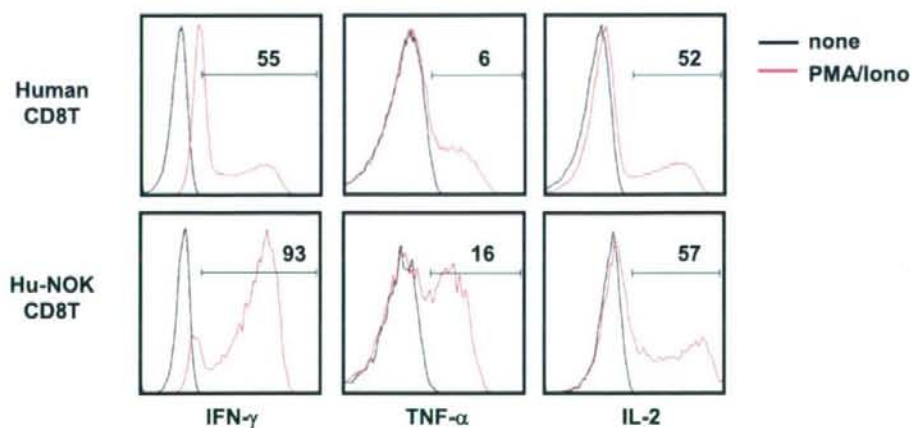 none
PMA/Iono
Human
CD8T
55
6
52
Hu-NOK
CD8T
93
16
57
IFN-γ
TNF-α
IL-2